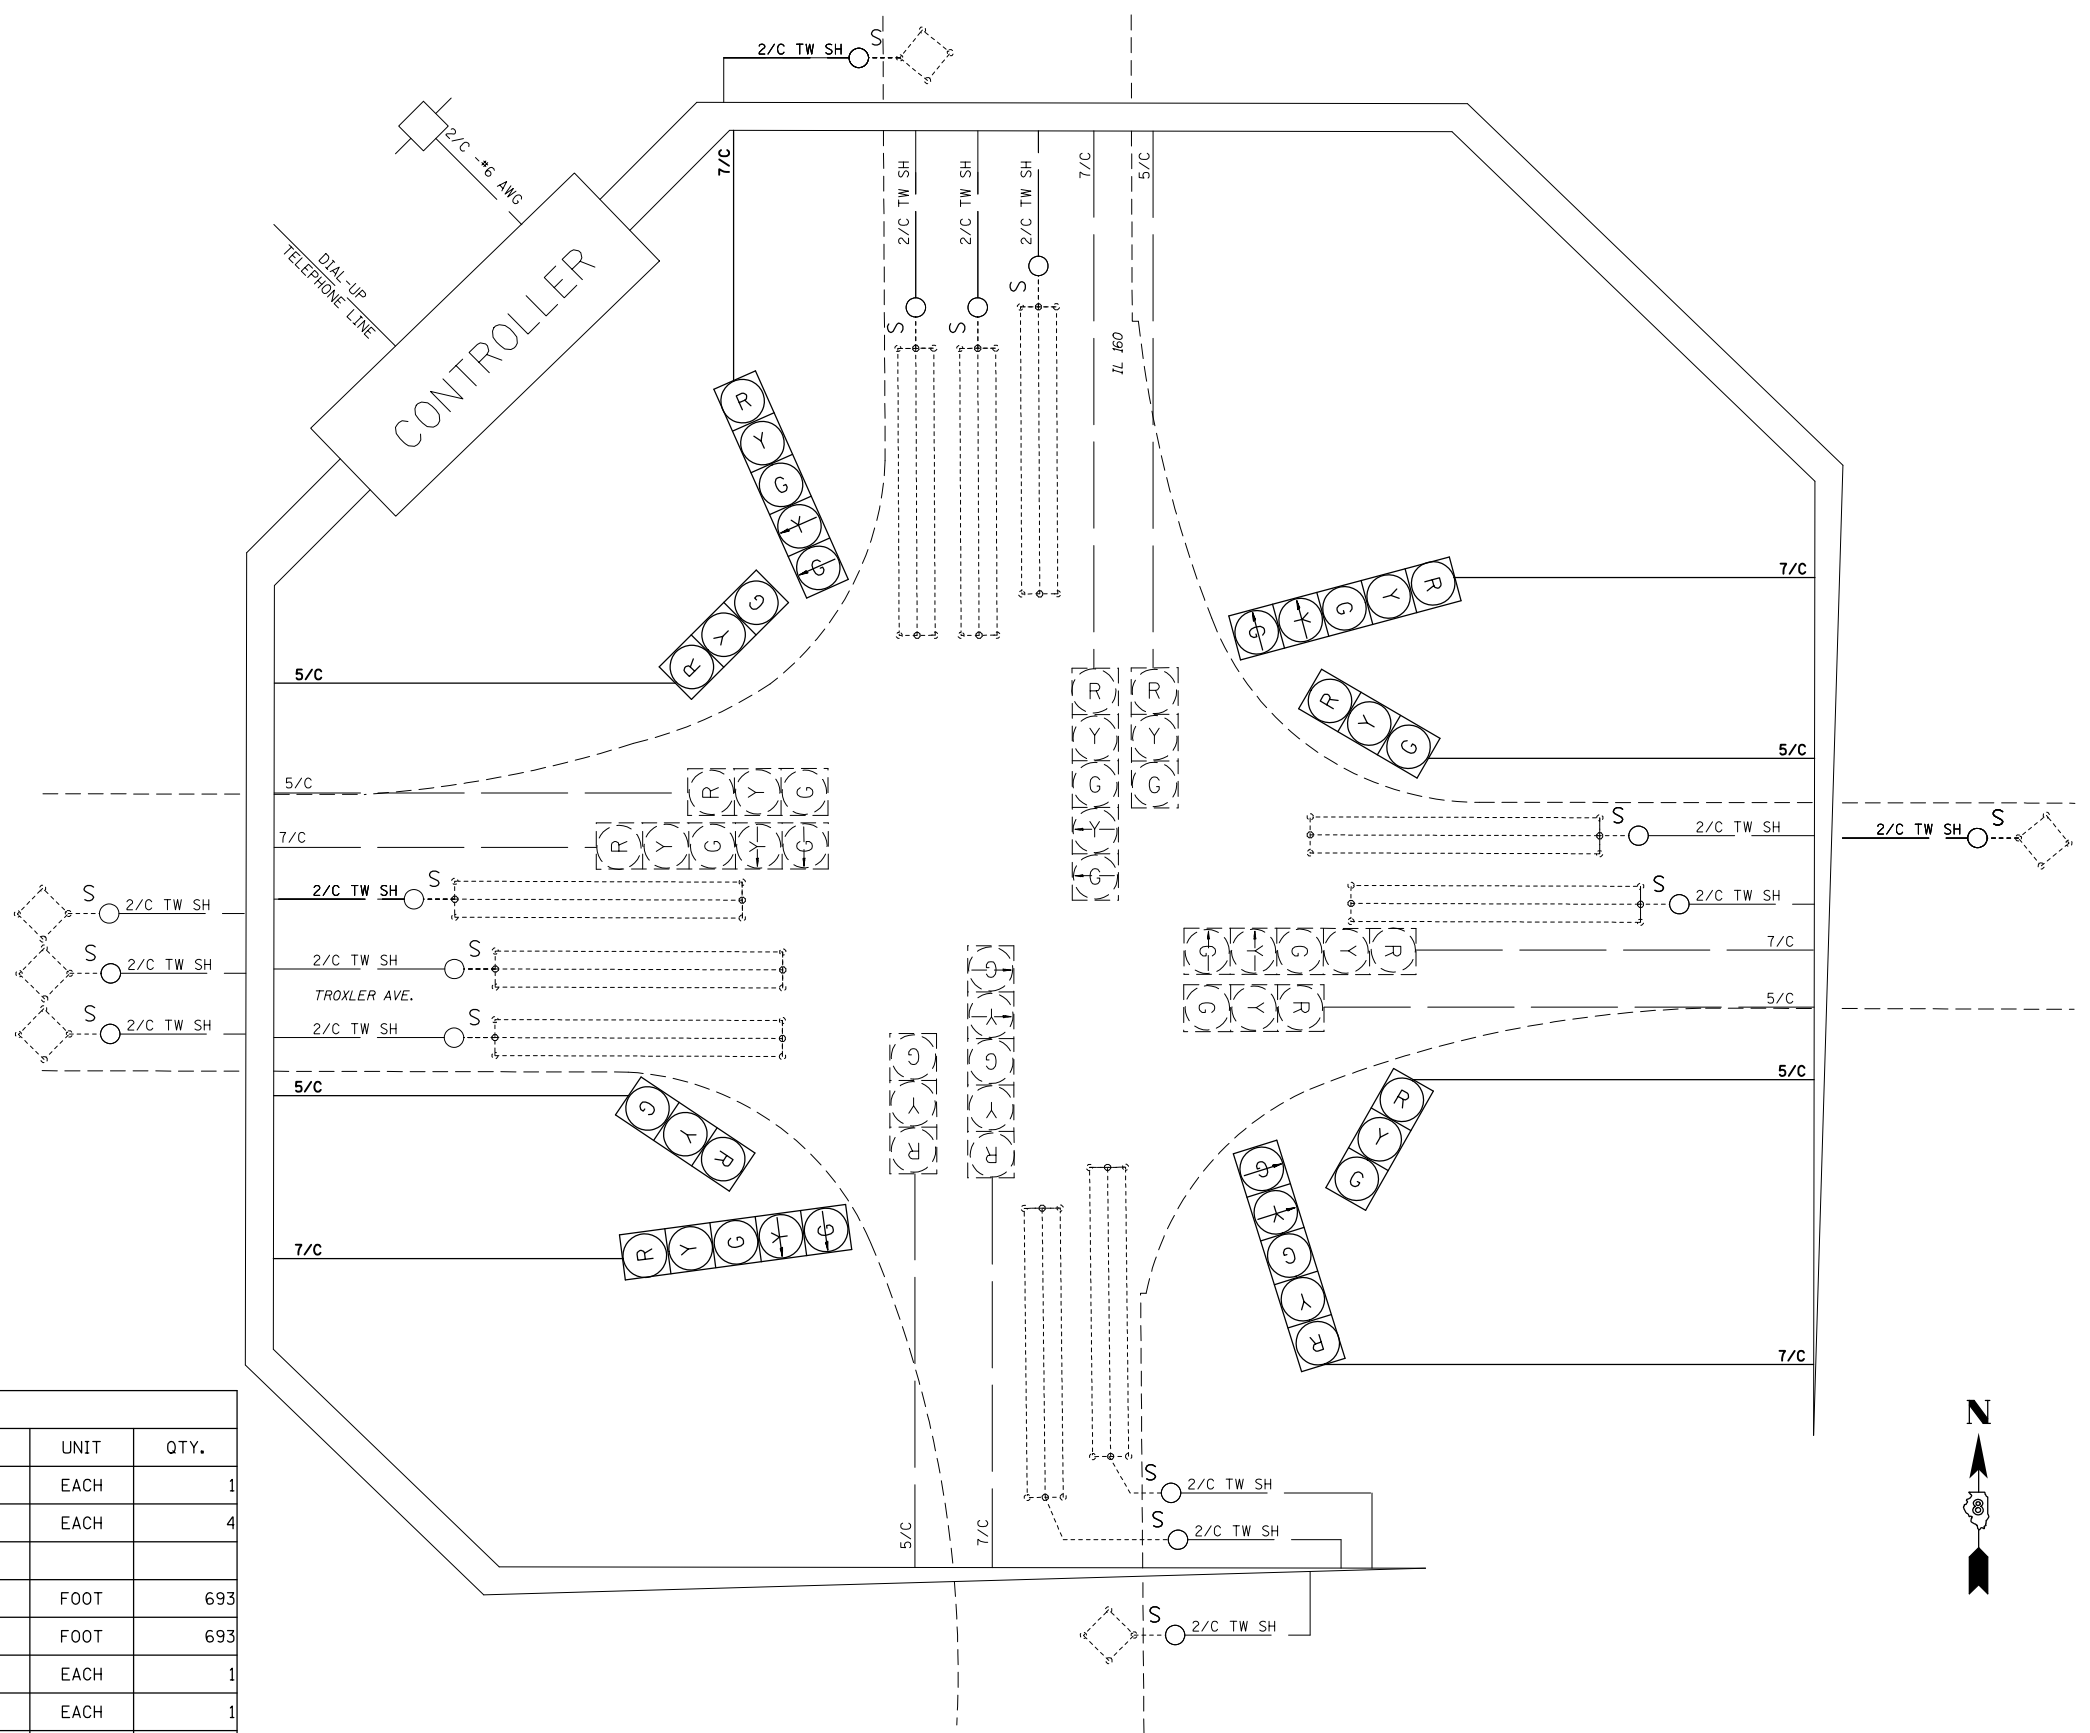 2/C TW SH S
2/C -#6 AWG
DIAL-UP
TELEPHONE LINE
CONTROLLER
7/C
2/C TW SH
2/C TW SH
2/C TW SH
7/C
5/C
S
S
S
IL 160
R
Y
G
Y
G
G
Y
R
5/C
R
Y
G
Y
G
7/C
R
Y
G
5/C
R
Y
G
Y
G
R
Y
G
5/C
R Y G
7/C
R Y G Y G
S 2/C TW SH
2/C TW SH S
2/C TW SH S
2/C TW SH S
S 2/C TW SH
S 2/C TW SH
S 2/C TW SH
2/C TW SH S
TROXLER AVE.
2/C TW SH S
G Y G Y R 7/C
G Y R 5/C
5/C
G
Y
R
7/C
R Y G Y G
G
Y
R
5/C
G
Y
G
Y
R
7/C
R
Y
G
5/C
G
Y
G
Y
R
7/C
S 2/C TW SH
S 2/C TW SH
S 2/C TW SH
N
8
UNIT QTY.
EACH 1
EACH 4
FOOT 693
FOOT 693
EACH 1
EACH 1